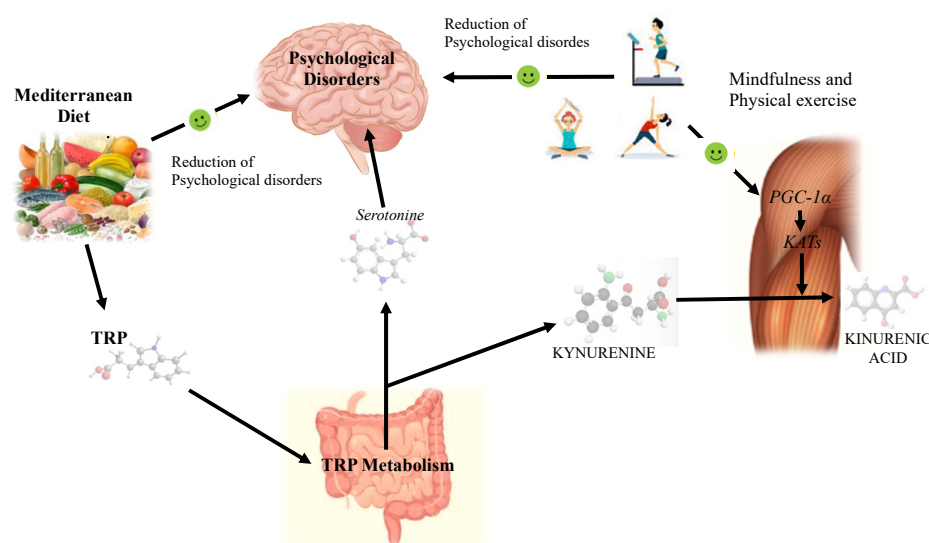 Reduction of
Psychological disordes
Psychological
Disorders
Mindfulness and
Physical exercise
Mediterranean
Diet
Reduction of
Psychological disorders
PGC-1α
Serotonine
KATs
TRP
KYNURENINE
KINURENIC
ACID
TRP Metabolism